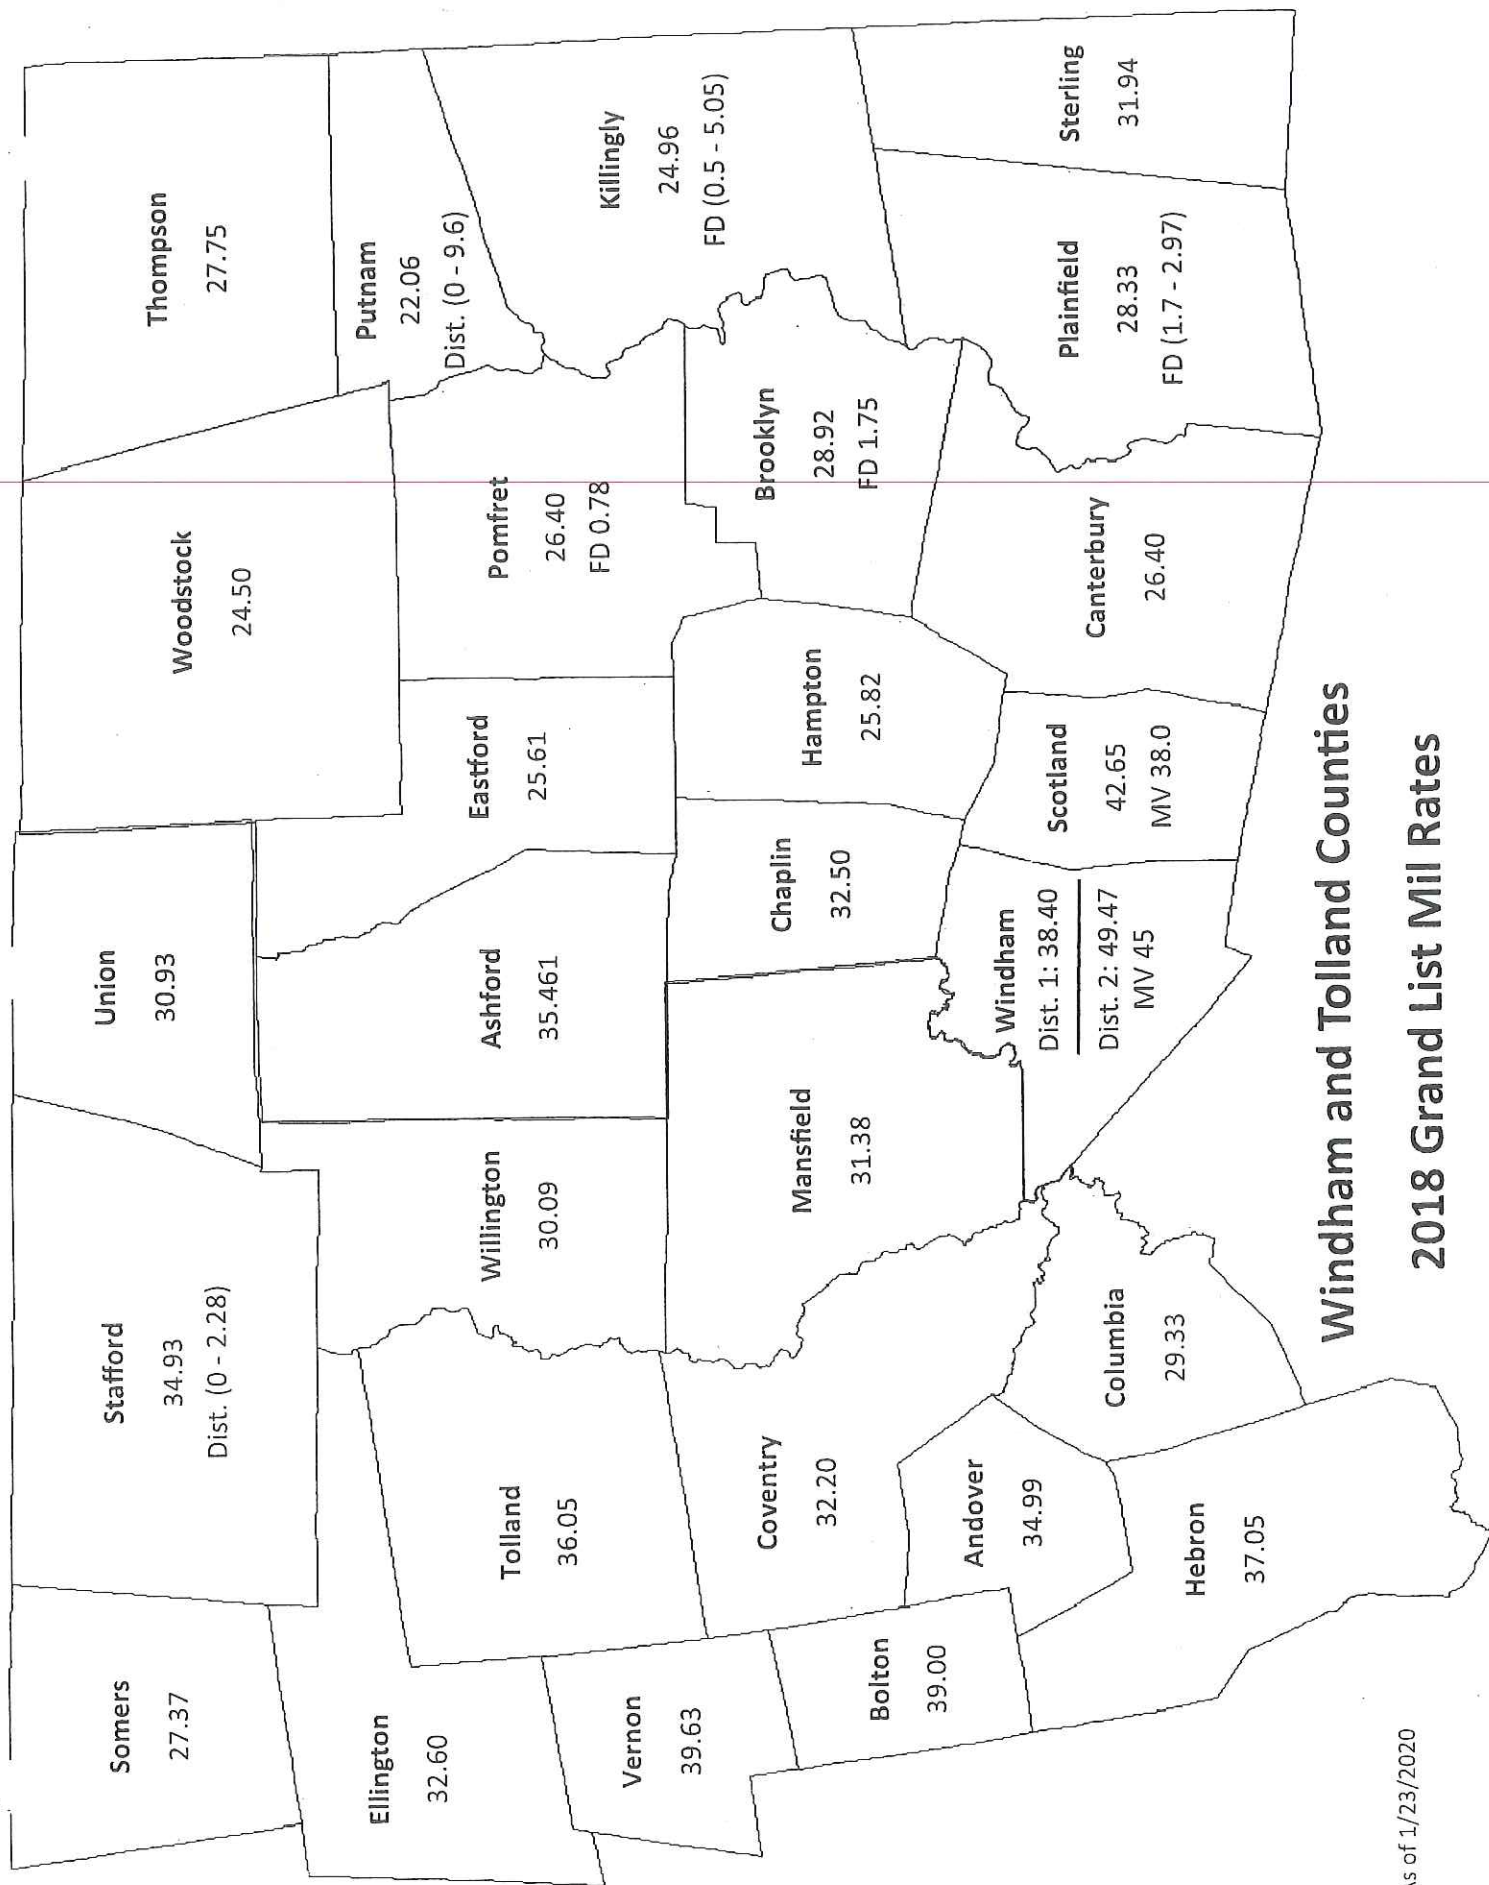 Somers
27.37
Stafford
34.93
Dist. (0 - 2.28)
Union
30.93
Woodstock
24.50
Thompson
27.75
Ellington
32.60
Tolland
36.05
Willington
30.09
Ashford
35.461
Eastford
25.61
Pomfret
26.40
FD 0.78
Putnam
22.06
Dist. (0 - 9.6)
Vernon
39.63
Coventry
32.20
Mansfield
31.38
Chaplin
32.50
Hampton
25.82
Brooklyn
28.92
FD 1.75
Killingly
24.96
FD (0.5 - 5.05)
Bolton
39.00
Andover
34.99
Columbia
29.33
Windham
Dist. 1: 38.40
Dist. 2: 49.47
MV 45
Scotland
42.65
MV 38.0
Canterbury
26.40
Plainfield
28.33
FD (1.7 - 2.97)
Sterling
31.94
Hebron
37.05
Windham and Tolland Counties
2018 Grand List Mil Rates
As of 1/23/2020